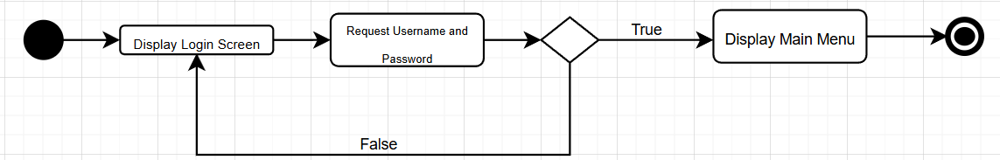 Display Login Screen
Request Username and
Password
True
Display Main Menu
False